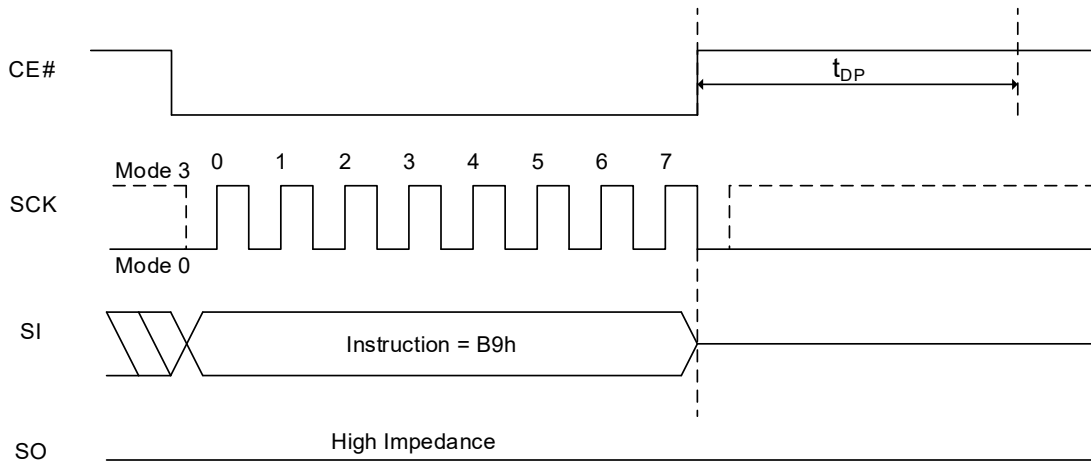 CE#
tDP
Mode 3
0 1 2 3 4 5 6 7
SCK
Mode 0
SI
Instruction = B9h
SO
High Impedance